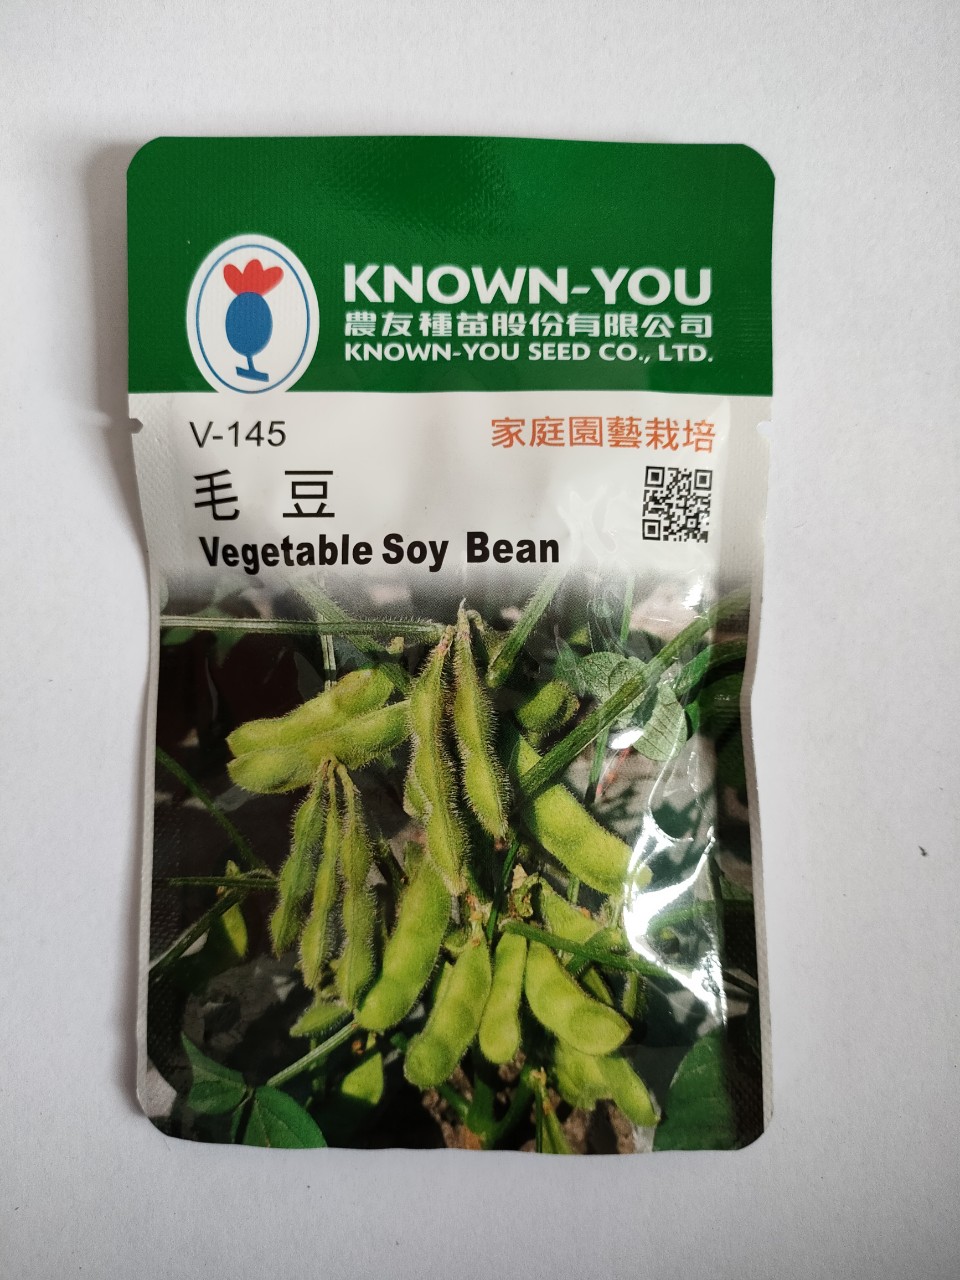 KNOWN-YOU
農友種苗股份有限公司
KNOWN-YOU SEED CO., LTD.
V-145
家庭園藝栽培
毛 豆
Vegetable Soy Bean